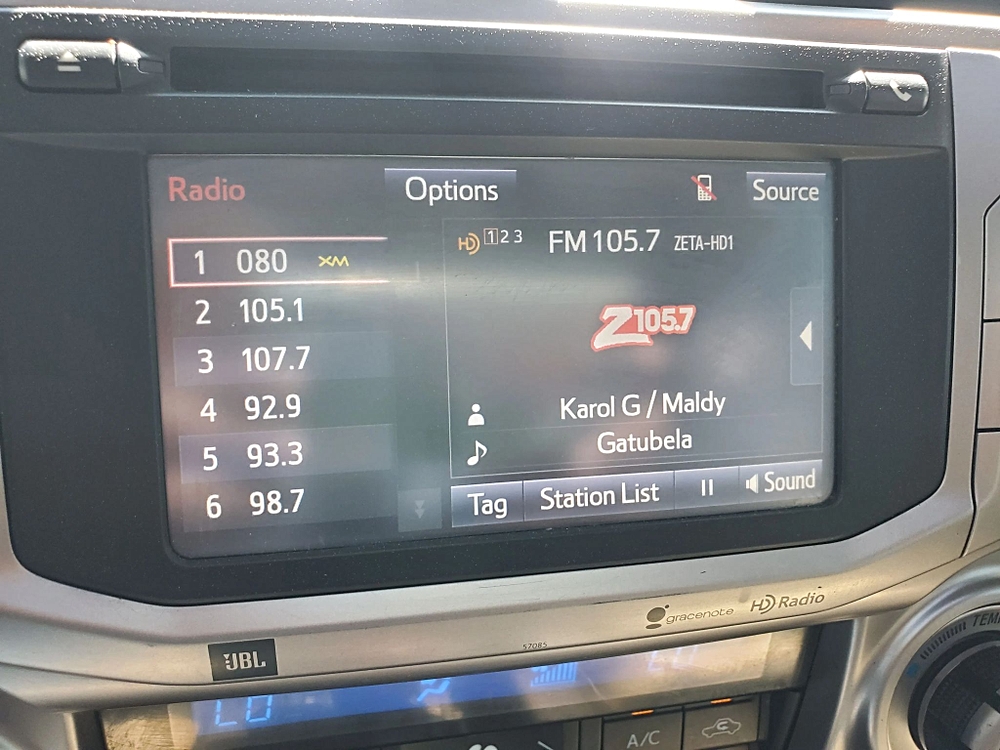 Radio
Options
Source
1 080 XM
2 105.1
3 107.7
4 92.9
5 93.3
6 98.7
HD 1 2 3 FM 105.7 ZETA-HD1
Z105.7
Karol G / Maldy
Gatubela
Tag
Station List
Sound
gracenote
HD Radio
JBL
57085
LO
A/C